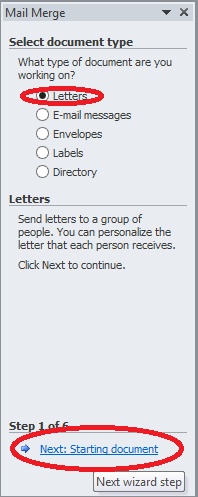 Mail Merge
Select document type
What type of document are you
working on?
Letters
E-mail messages
Envelopes
Labels
Directory
Letters
Send letters to a group of
people. You can personalize the
letter that each person receives.
Click Next to continue.
Step 1 of 6
Next: Starting document
Next wizard step